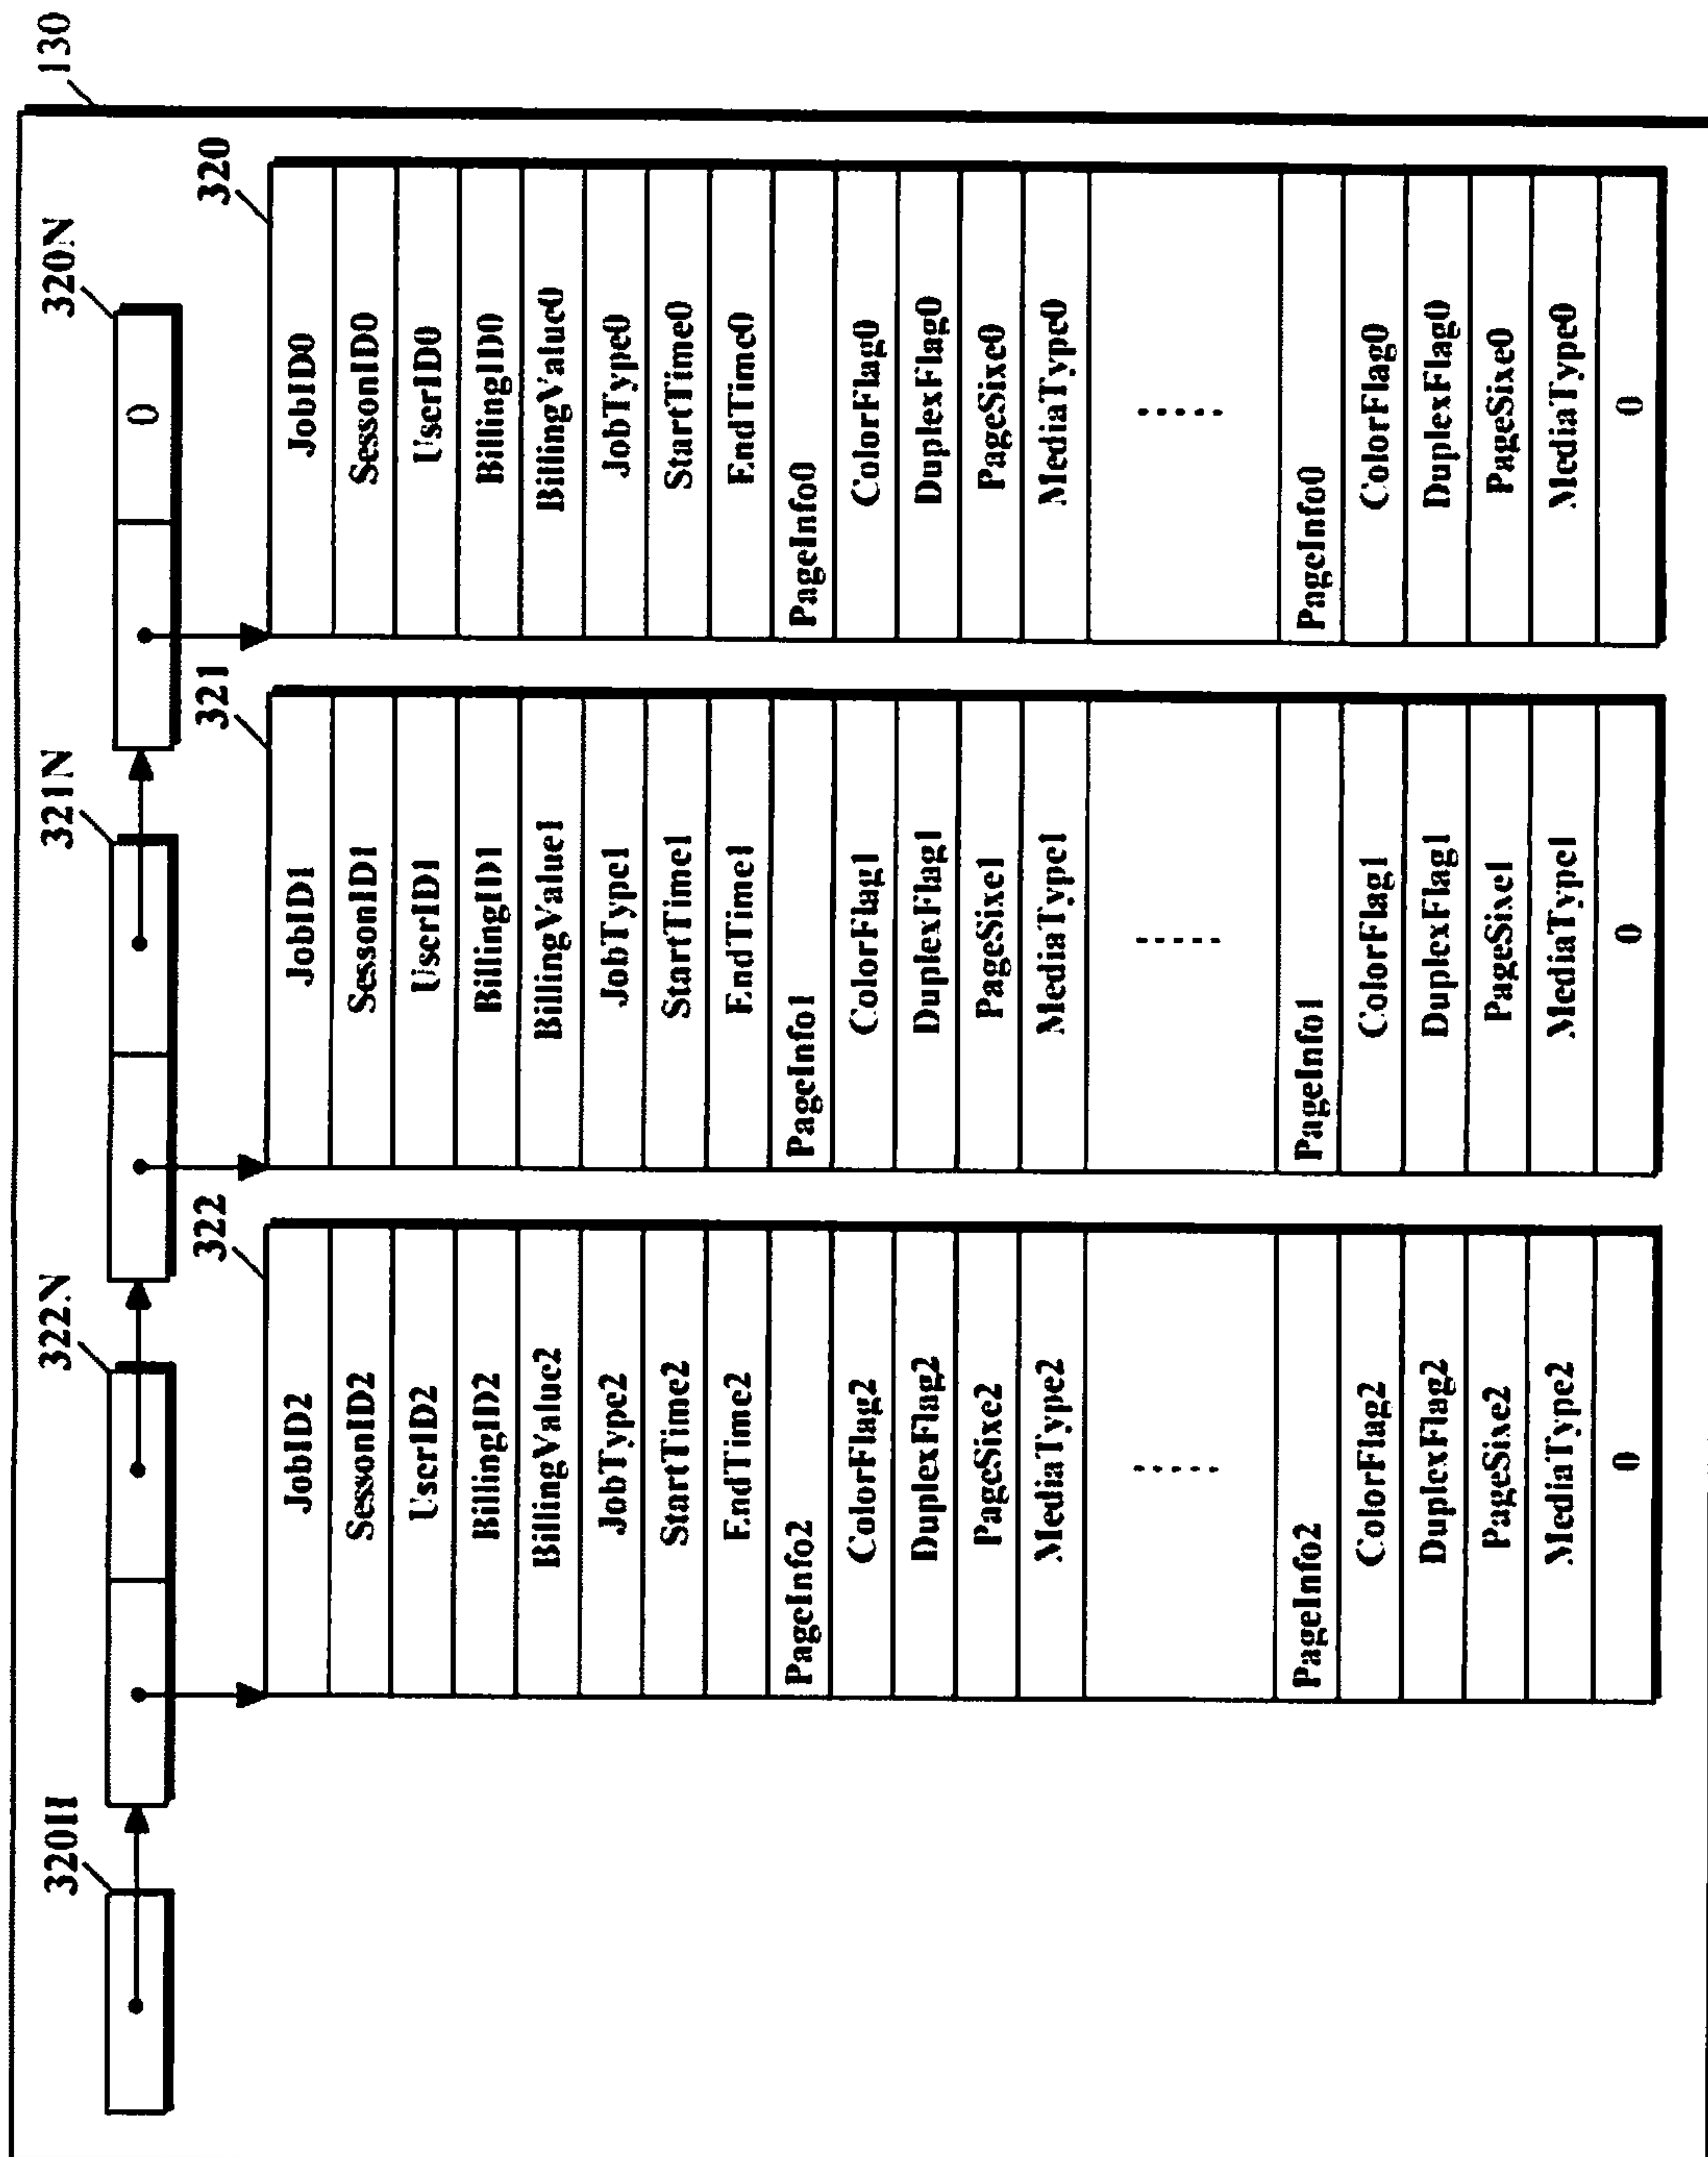 130
320H
322N
321N
320N
0
322
JobID2
SessonID2
UserID2
BillingID2
BillingValue2
JobType2
StartTime2
EndTime2
PageInfo2
ColorFlag2
DuplexFlag2
PageSixe2
MediaType2
.....
PageInfo2
ColorFlag2
DuplexFlag2
PageSixe2
MediaType2
0
321
JobID1
SessonID1
UserID1
BillingID1
BillingValue1
JobType1
StartTime1
EndTime1
PageInfo1
ColorFlag1
DuplexFlag1
PageSixe1
MediaType1
.....
PageInfo1
ColorFlag1
DuplexFlag1
PageSixe1
MediaType1
0
320
JobID0
SessonID0
UserID0
BillingID0
BillingValue0
JobType0
StartTime0
EndTime0
PageInfo0
ColorFlag0
DuplexFlag0
PageSixe0
MediaType0
.....
PageInfo0
ColorFlag0
DuplexFlag0
PageSixe0
MediaType0
0